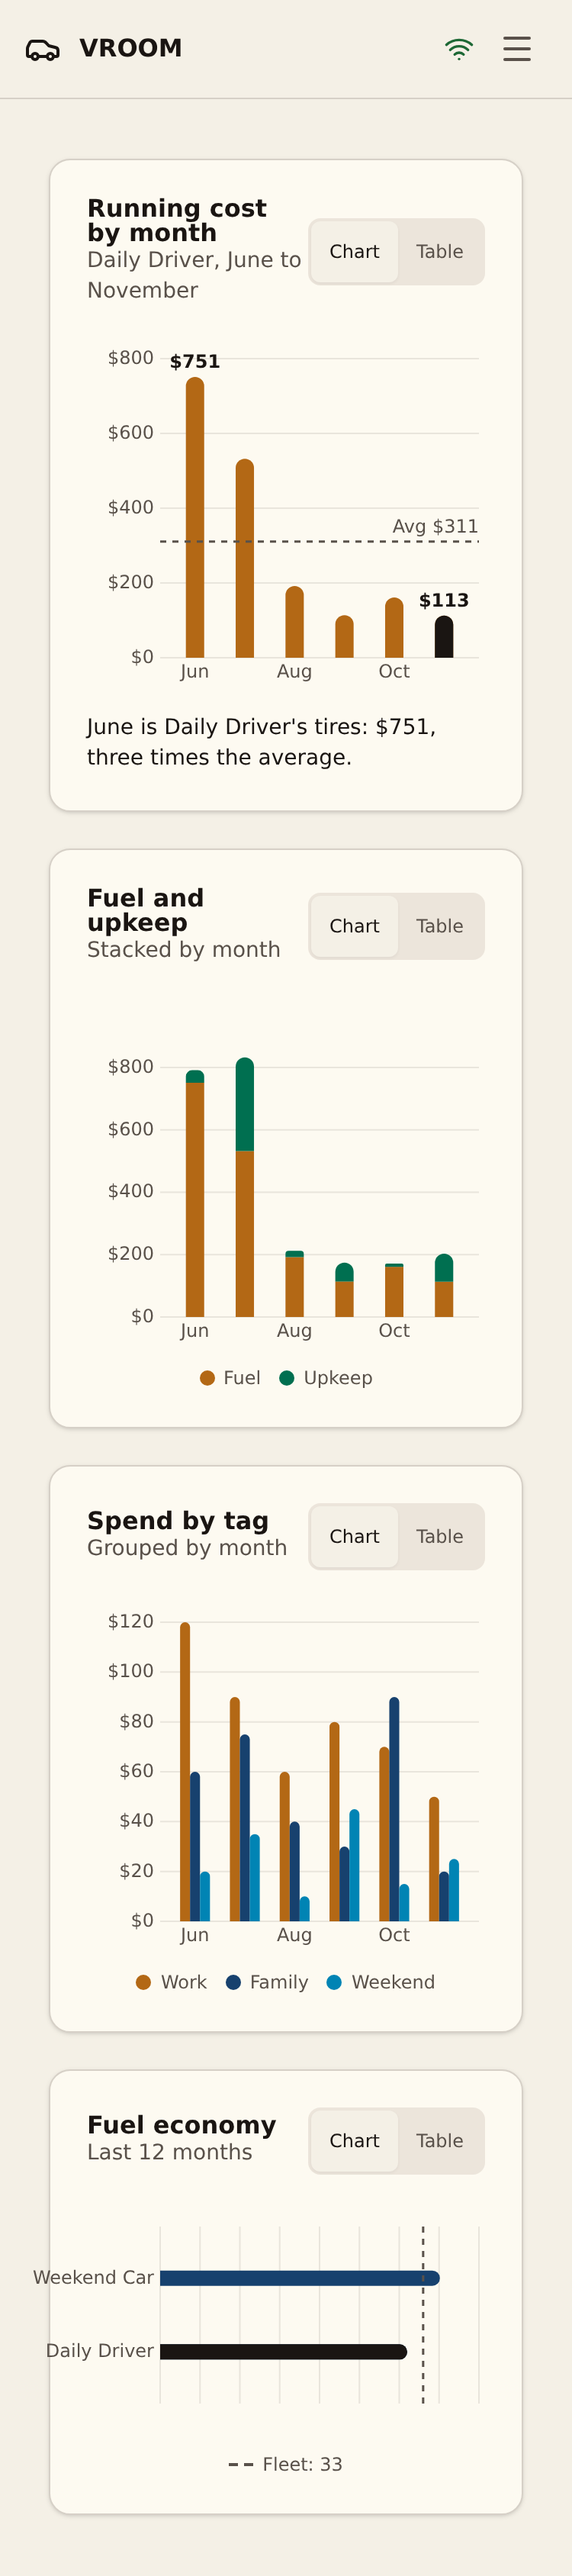 VROOM
Running cost
by month
Daily Driver, June to
November
Chart
Table
$800
$751
$600
$400
Avg $311
$200
$113
$0
Jun
Aug
Oct
June is Daily Driver's tires: $751,
three times the average.
Fuel and
upkeep
Stacked by month
Chart
Table
$800
$600
$400
$200
$0
Jun
Aug
Oct
Fuel
Upkeep
Spend by tag
Grouped by month
Chart
Table
$120
$100
$80
$60
$40
$20
$0
Jun
Aug
Oct
Work
Family
Weekend
Fuel economy
Last 12 months
Chart
Table
Weekend Car
Daily Driver
Fleet: 33